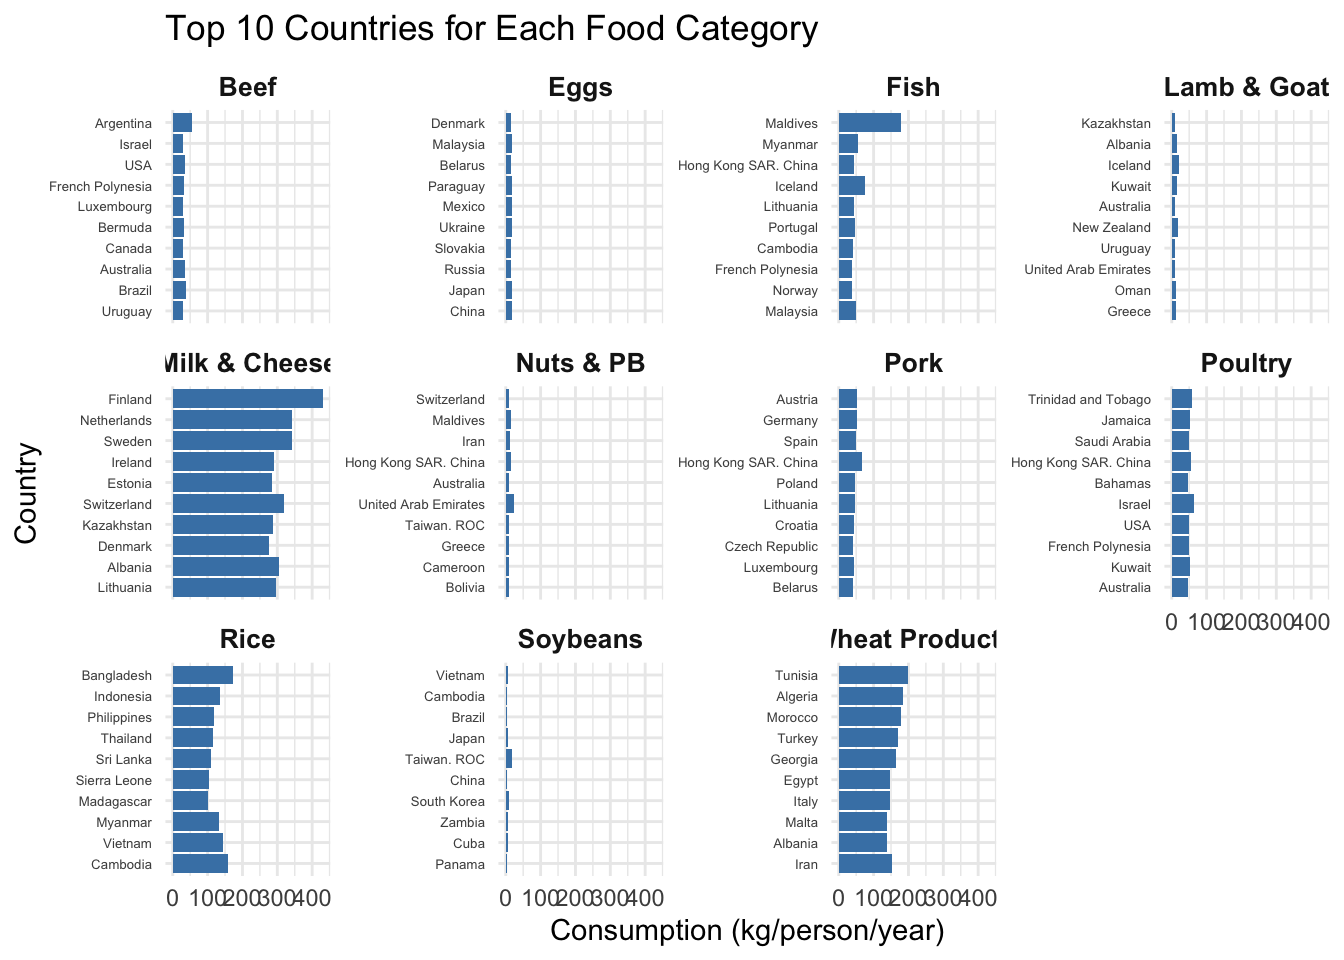 Top 10 Countries for Each Food Category
Beef
Argentina
Israel
USA
French Polynesia
Luxembourg
Bermuda
Canada
Australia
Brazil
Uruguay
Eggs
Denmark
Malaysia
Belarus
Paraguay
Mexico
Ukraine
Slovakia
Russia
Japan
China
Fish
Maldives
Myanmar
Hong Kong SAR. China
Iceland
Lithuania
Portugal
Cambodia
French Polynesia
Norway
Malaysia
Lamb & Goat
Kazakhstan
Albania
Iceland
Kuwait
Australia
New Zealand
Uruguay
United Arab Emirates
Oman
Greece
Milk & Cheese
Finland
Netherlands
Sweden
Ireland
Estonia
Switzerland
Kazakhstan
Denmark
Albania
Lithuania
Nuts & PB
Switzerland
Maldives
Iran
Hong Kong SAR. China
Australia
United Arab Emirates
Taiwan. ROC
Greece
Cameroon
Bolivia
Pork
Austria
Germany
Spain
Hong Kong SAR. China
Poland
Lithuania
Croatia
Czech Republic
Luxembourg
Belarus
Poultry
Trinidad and Tobago
Jamaica
Saudi Arabia
Hong Kong SAR. China
Bahamas
Israel
USA
French Polynesia
Kuwait
Australia
0 100 200 300 400
Rice
Bangladesh
Indonesia
Philippines
Thailand
Sri Lanka
Sierra Leone
Madagascar
Myanmar
Vietnam
Cambodia
0 100 200 300 400
Soybeans
Vietnam
Cambodia
Brazil
Japan
Taiwan. ROC
China
South Korea
Zambia
Cuba
Panama
0 100 200 300 400
Wheat Product
Tunisia
Algeria
Morocco
Turkey
Georgia
Egypt
Italy
Malta
Albania
Iran
0 100 200 300 400
Country
Consumption (kg/person/year)